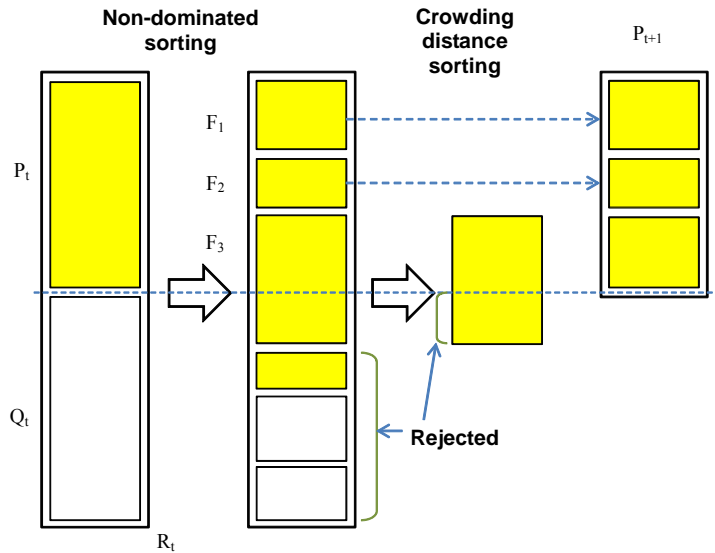 Non-dominated
sorting
Crowding
distance
sorting
Pₜ₊₁
F₁
Pₜ
F₂
F₃
Qₜ
Rejected
Rₜ